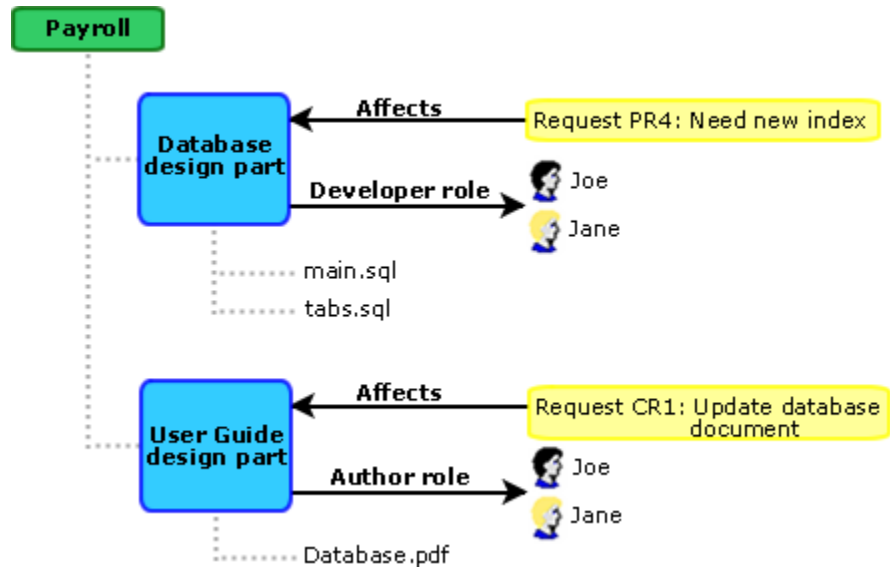 Payroll
Affects
Request PR4: Need new index
Database
design part
Developer role
Joe
Jane
main.sql
tabs.sql
Affects
Request CR1: Update database
document
User Guide
design part
Author role
Joe
Jane
Database.pdf